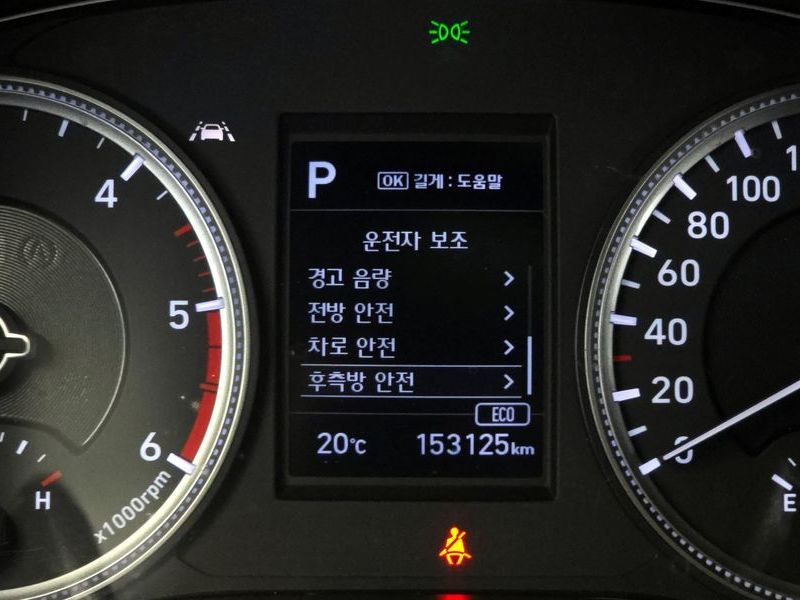 P OK 길게 : 도움말
운전자 보조
경고 음량
전방 안전
차로 안전
후측방 안전
ECO
20°C 153125km
4
5
6
x1000rpm
H
100
80
60
40
20
0
E